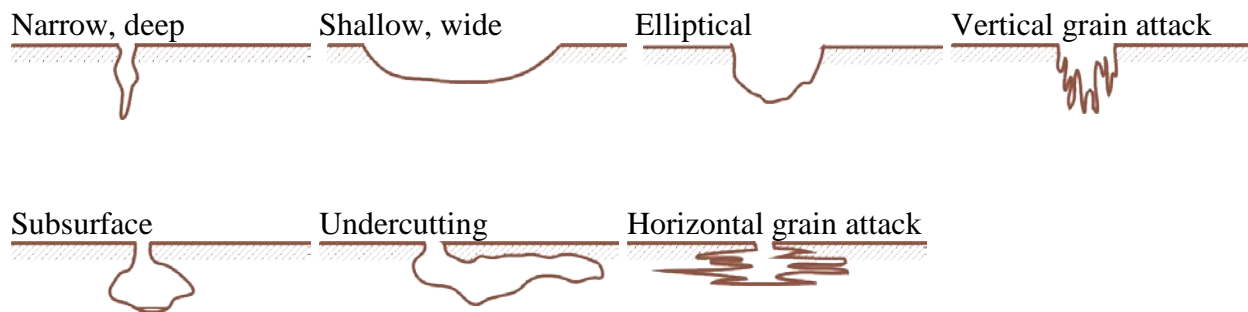 Narrow, deep
Shallow, wide
Elliptical
Vertical grain attack
Subsurface
Undercutting
Horizontal grain attack